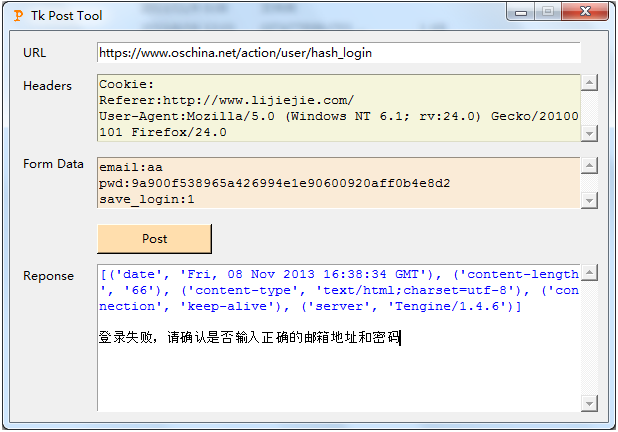 Tk Post Tool
URL
https://www.oschina.net/action/user/hash_login
Headers
Cookie:
Referer:http://www.lijiejie.com/
User-Agent:Mozilla/5.0 (Windows NT 6.1; rv:24.0) Gecko/20100
101 Firefox/24.0
Form Data
email:aa
pwd:9a900f538965a426994e1e90600920aff0b4e8d2
save_login:1
Post
Reponse
[('date', 'Fri, 08 Nov 2013 16:38:34 GMT'), ('content-length
', '66'), ('content-type', 'text/html;charset=utf-8'), ('con
nection', 'keep-alive'), ('server', 'Tengine/1.4.6')]
登录失败，请确认是否输入正确的邮箱地址和密码